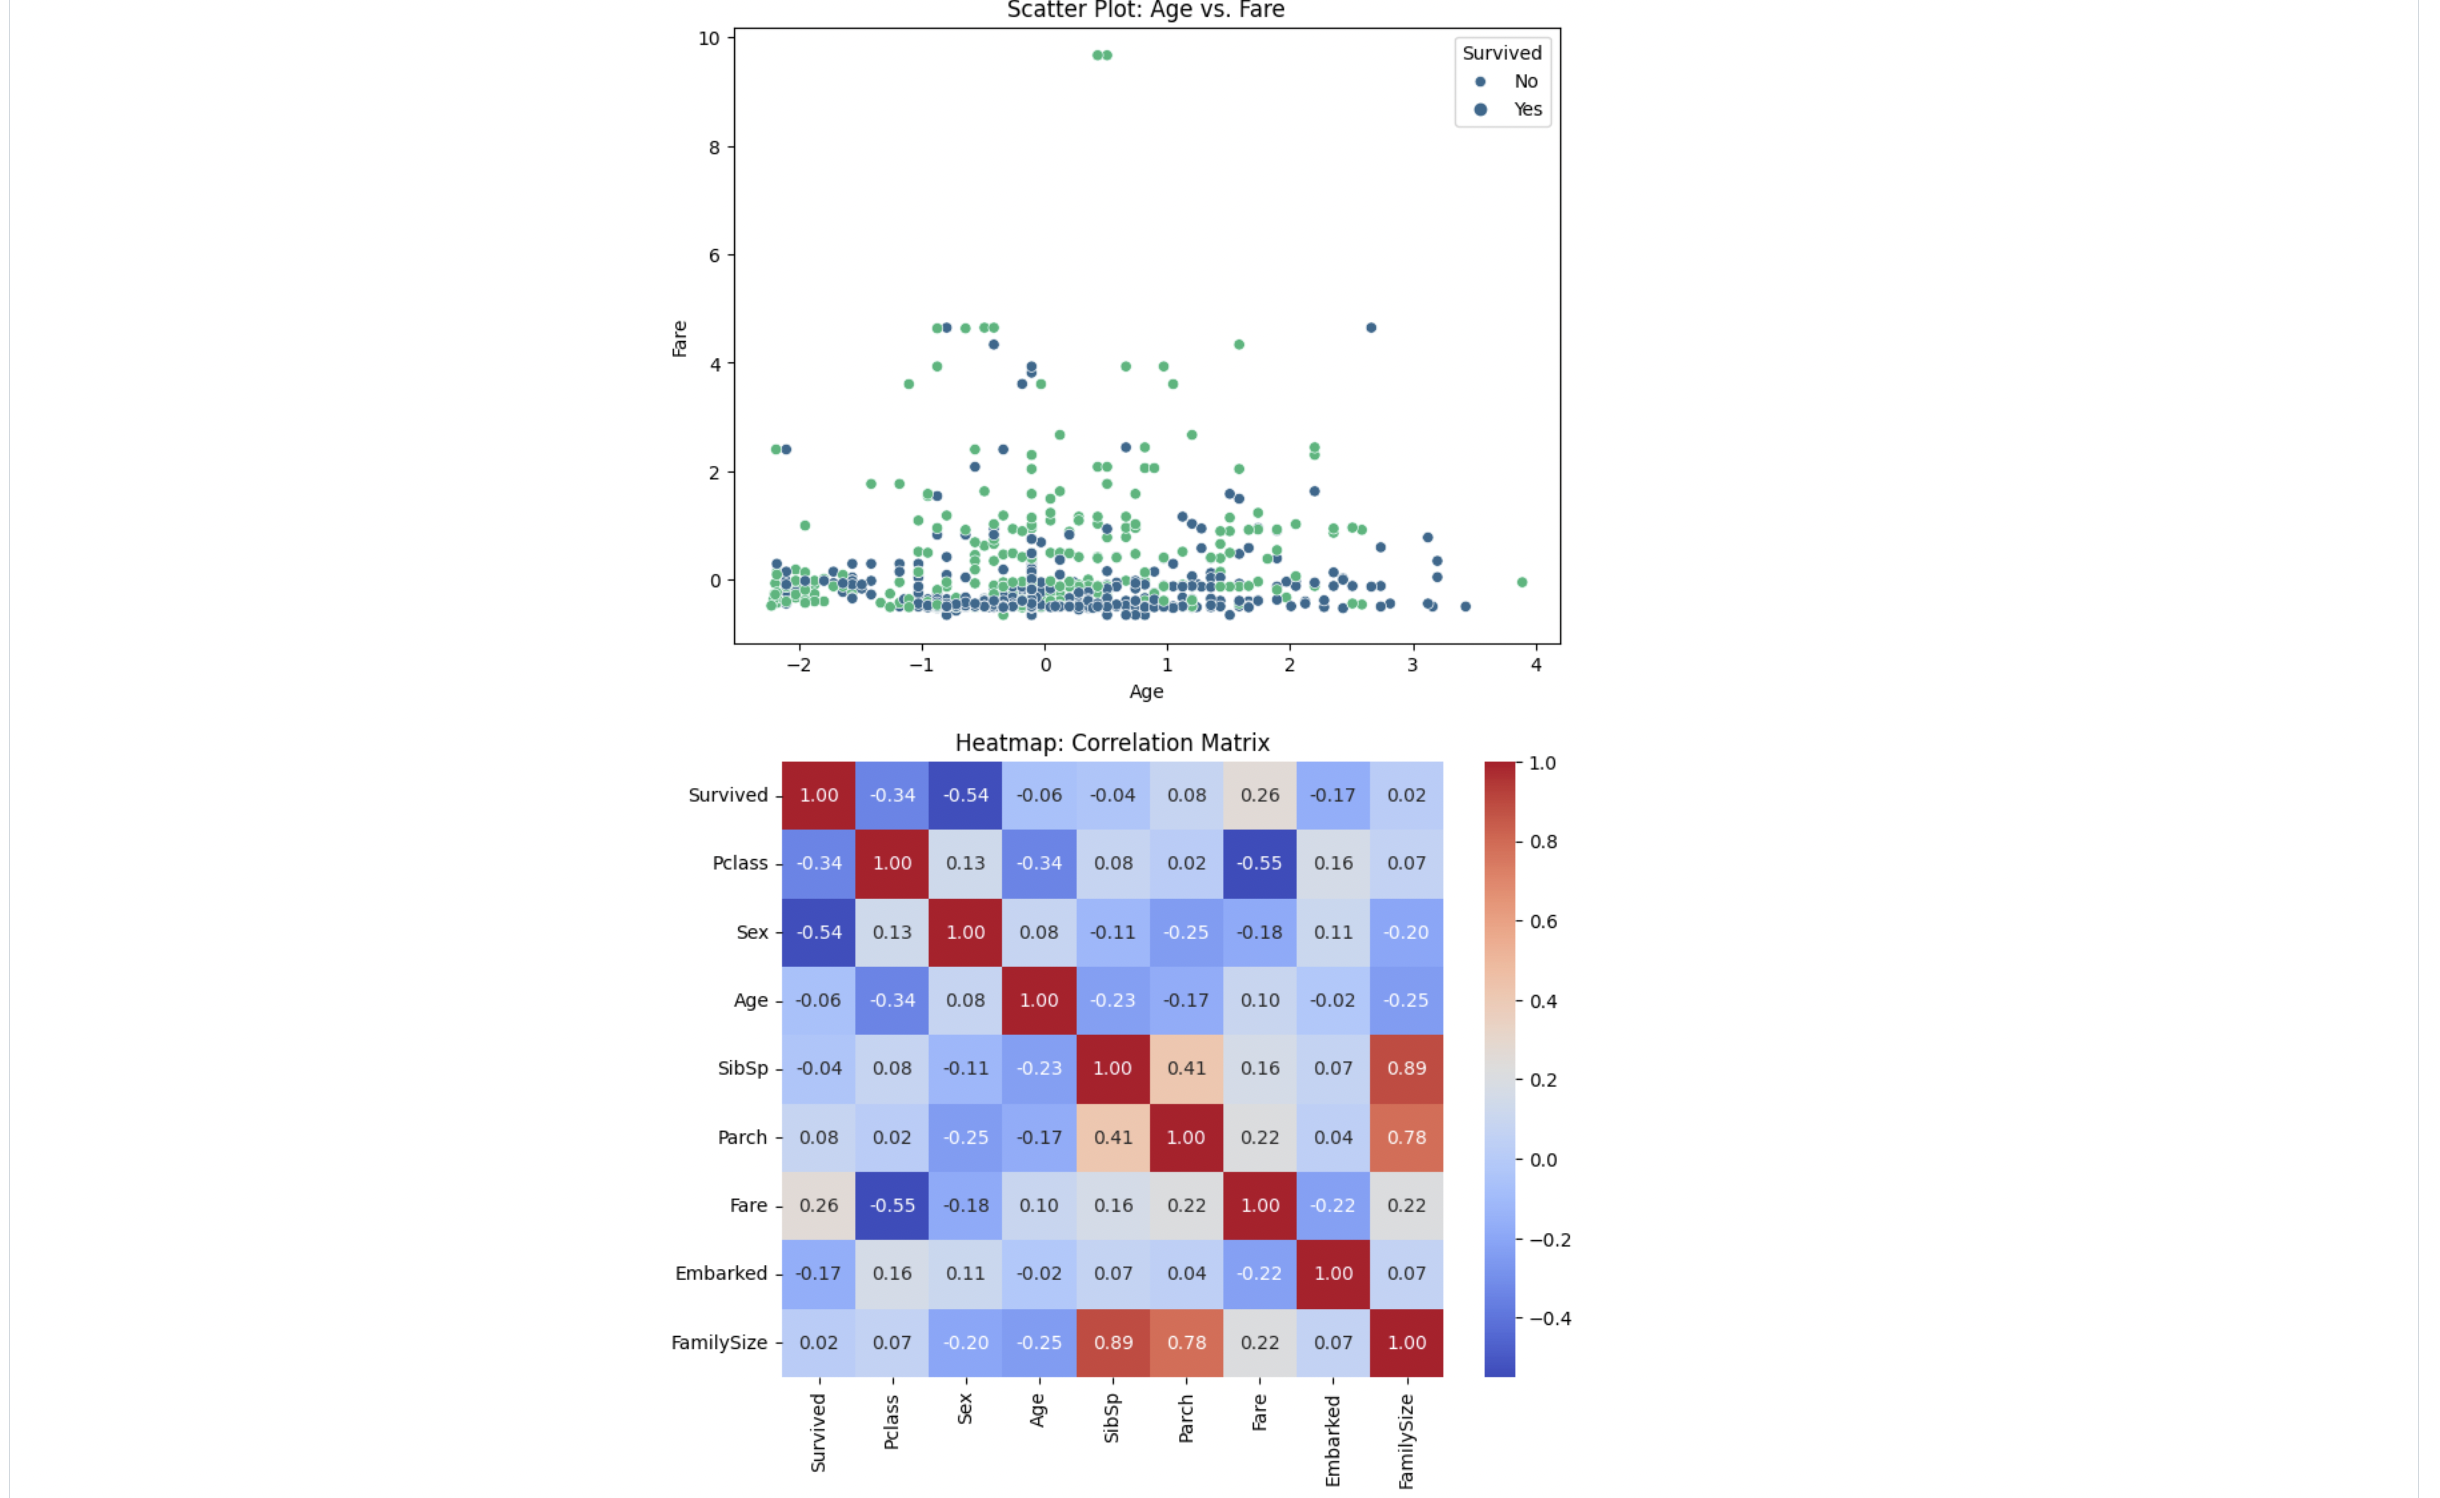 Scatter Plot: Age vs. Fare
10
8
6
4
2
0
Fare
Survived
No
Yes
−2 −1 0 1 2 3 4
Age
Heatmap: Correlation Matrix
Survived 1.00 -0.34 -0.54 -0.06 -0.04 0.08 0.26 -0.17 0.02
Pclass -0.34 1.00 0.13 -0.34 0.08 0.02 -0.55 0.16 0.07
Sex -0.54 0.13 1.00 0.08 -0.11 -0.25 -0.18 0.11 -0.20
Age -0.06 -0.34 0.08 1.00 -0.23 -0.17 0.10 -0.02 -0.25
SibSp -0.04 0.08 -0.11 -0.23 1.00 0.41 0.16 0.07 0.89
Parch 0.08 0.02 -0.25 -0.17 0.41 1.00 0.22 0.04 0.78
Fare 0.26 -0.55 -0.18 0.10 0.16 0.22 1.00 -0.22 0.22
Embarked -0.17 0.16 0.11 -0.02 0.07 0.04 -0.22 1.00 0.07
FamilySize 0.02 0.07 -0.20 -0.25 0.89 0.78 0.22 0.07 1.00
Survived Pclass Sex Age SibSp Parch Fare Embarked FamilySize
1.0
0.8
0.6
0.4
0.2
0.0
−0.2
−0.4